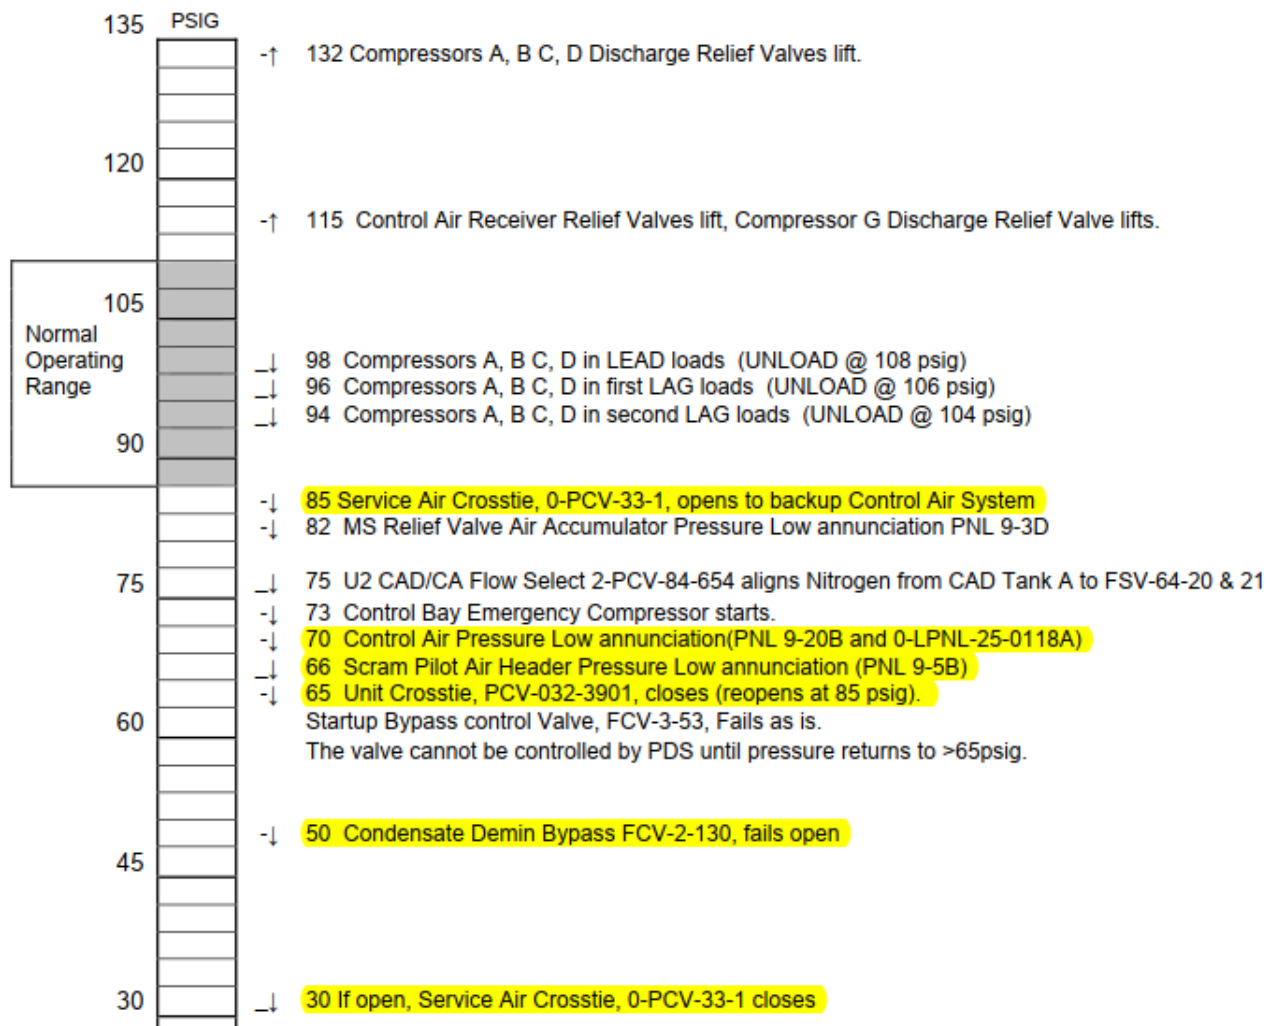 135 PSIG
-↑ 132 Compressors A, B C, D Discharge Relief Valves lift.
120
-↑ 115 Control Air Receiver Relief Valves lift, Compressor G Discharge Relief Valve lifts.
105
Normal
Operating
Range
_↓ 98 Compressors A, B C, D in LEAD loads (UNLOAD @ 108 psig)
_↓ 96 Compressors A, B C, D in first LAG loads (UNLOAD @ 106 psig)
_↓ 94 Compressors A, B C, D in second LAG loads (UNLOAD @ 104 psig)
90
-↓ 85 Service Air Crosstie, 0-PCV-33-1, opens to backup Control Air System
-↓ 82 MS Relief Valve Air Accumulator Pressure Low annunciation PNL 9-3D
75 _↓ 75 U2 CAD/CA Flow Select 2-PCV-84-654 aligns Nitrogen from CAD Tank A to FSV-64-20 & 21
-↓ 73 Control Bay Emergency Compressor starts.
-↓ 70 Control Air Pressure Low annunciation(PNL 9-20B and 0-LPNL-25-0118A)
_↓ 66 Scram Pilot Air Header Pressure Low annunciation (PNL 9-5B)
-↓ 65 Unit Crosstie, PCV-032-3901, closes (reopens at 85 psig).
60 Startup Bypass control Valve, FCV-3-53, Fails as is.
The valve cannot be controlled by PDS until pressure returns to >65psig.
-↓ 50 Condensate Demin Bypass FCV-2-130, fails open
45
30 _↓ 30 If open, Service Air Crosstie, 0-PCV-33-1 closes